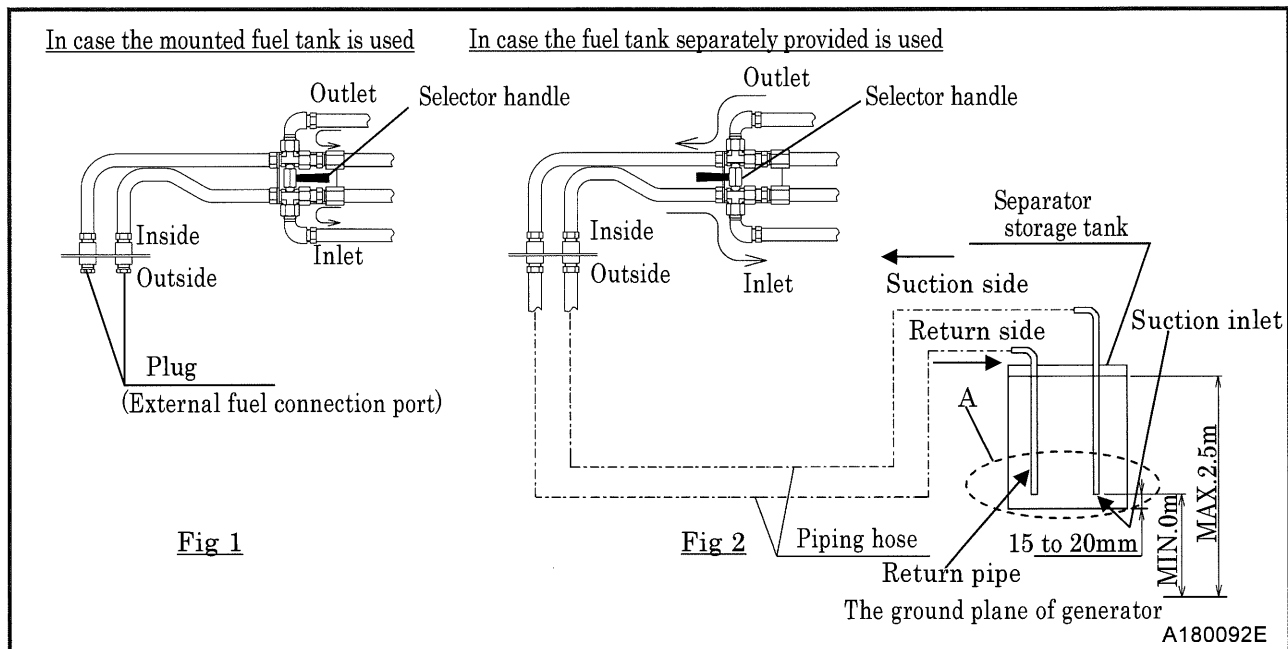 In case the mounted fuel tank is used
Outlet
Selector handle
Inside
Outside
Inlet
Plug
(External fuel connection port)
Fig 1
In case the fuel tank separately provided is used
Outlet
Selector handle
Inside
Outside
Inlet
Separator
storage tank
Suction side
Return side
Suction inlet
A
MAX.2.5m
MIN.0m
15 to 20mm
Piping hose
Return pipe
The ground plane of generator
Fig 2
A180092E